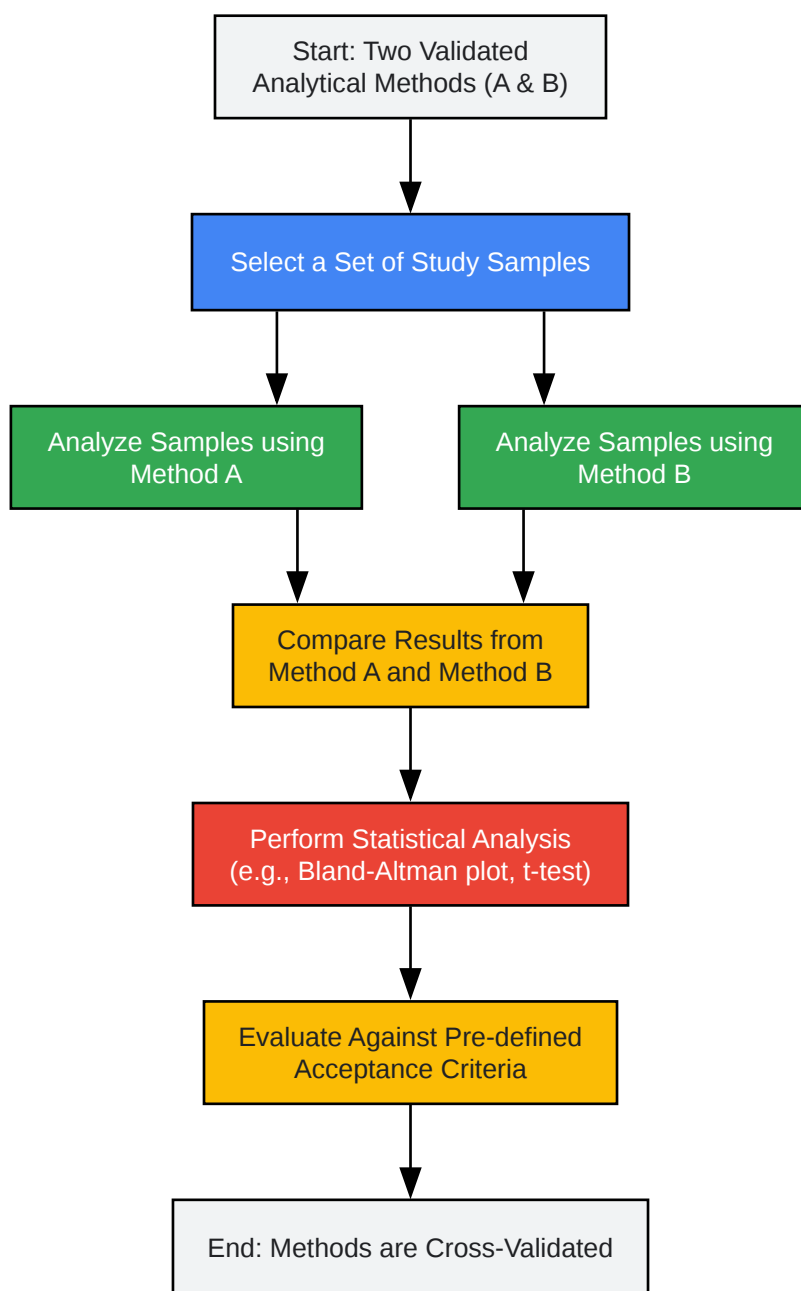 Start: Two Validated
Analytical Methods (A & B)
Select a Set of Study Samples
Analyze Samples using
Method A
Analyze Samples using
Method B
Compare Results from
Method A and Method B
Perform Statistical Analysis
(e.g., Bland-Altman plot, t-test)
Evaluate Against Pre-defined
Acceptance Criteria
End: Methods are Cross-Validated